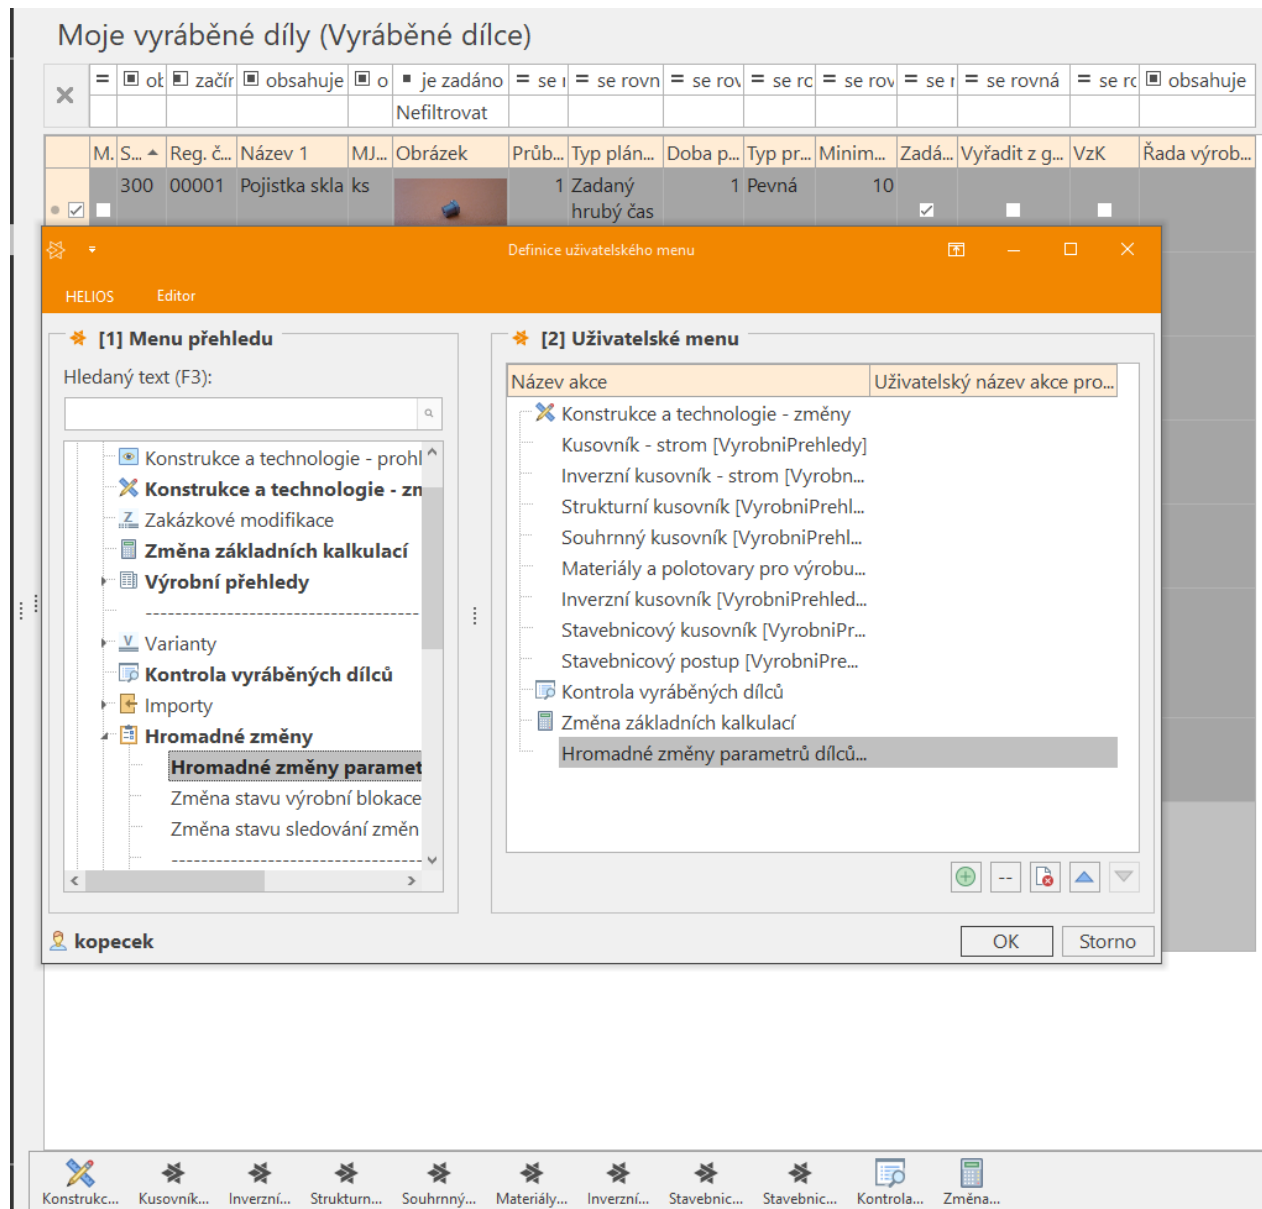 Moje vyráběné díly (Vyráběné dílce)
= ob začír obsahuje o je zadáno = se r = se rovn = se rov = se rc = se rov = se r = se rovná = se rc obsahuje
Nefiltrovat
M. S... Reg. č... Název 1 MJ... Obrázek Průb... Typ plán... Doba p... Typ pr... Minim... Zadá... Vyřadit z g... VzK Řada výrob...
300 00001 Pojistka skla ks 1 Zadaný 1 Pevná 10
hrubý čas
Definice uživatelského menu
HELIOS Editor
[1] Menu přehledu
Hledaný text (F3):
Konstrukce a technologie - prohl
Konstrukce a technologie - zn
Zakázkové modifikace
Změna základních kalkulací
Výrobní přehledy
-------------------------------------
Varianty
Kontrola vyráběných dílců
Importy
Hromadné změny
Hromadné změny paramet
Změna stavu výrobní blokace
Změna stavu sledování změn
----------------------------------
[2] Uživatelské menu
Název akce Uživatelský název akce pro...
Konstrukce a technologie - změny
Kusovník - strom [VyrobniPrehledy]
Inverzní kusovník - strom [Vyrobn...
Strukturní kusovník [VyrobniPrehl...
Souhrnný kusovník [VyrobniPrehl...
Materiály a polotovary pro výrobu...
Inverzní kusovník [VyrobniPrehled...
Stavebnicový kusovník [VyrobniPr...
Stavebnicový postup [VyrobniPre...
Kontrola vyráběných dílců
Změna základních kalkulací
Hromadné změny parametrů dílců...
--
kopecek
OK Storno
Konstrukc... Kusovník... Inverzní... Strukturn... Souhrnný... Materiály... Inverzní... Stavebnic... Stavebnic... Kontrola... Změna...